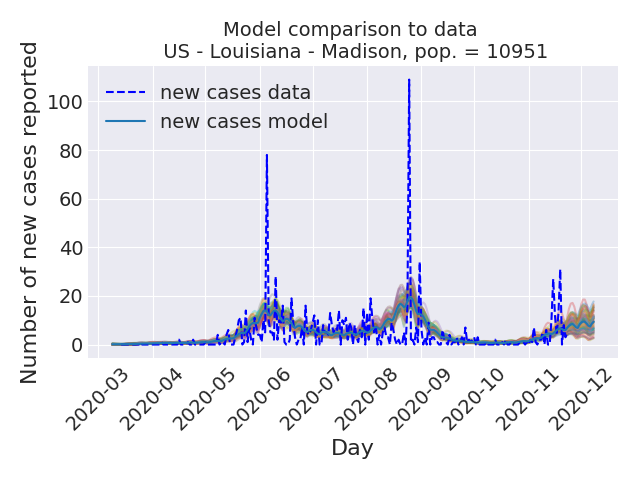 Model comparison to data
US - Louisiana - Madison, pop. = 10951
Number of new cases reported
100
80
60
40
20
0
new cases data
new cases model
2020-03
2020-04
2020-05
2020-06
2020-07
2020-08
2020-09
2020-10
2020-11
2020-12
Day